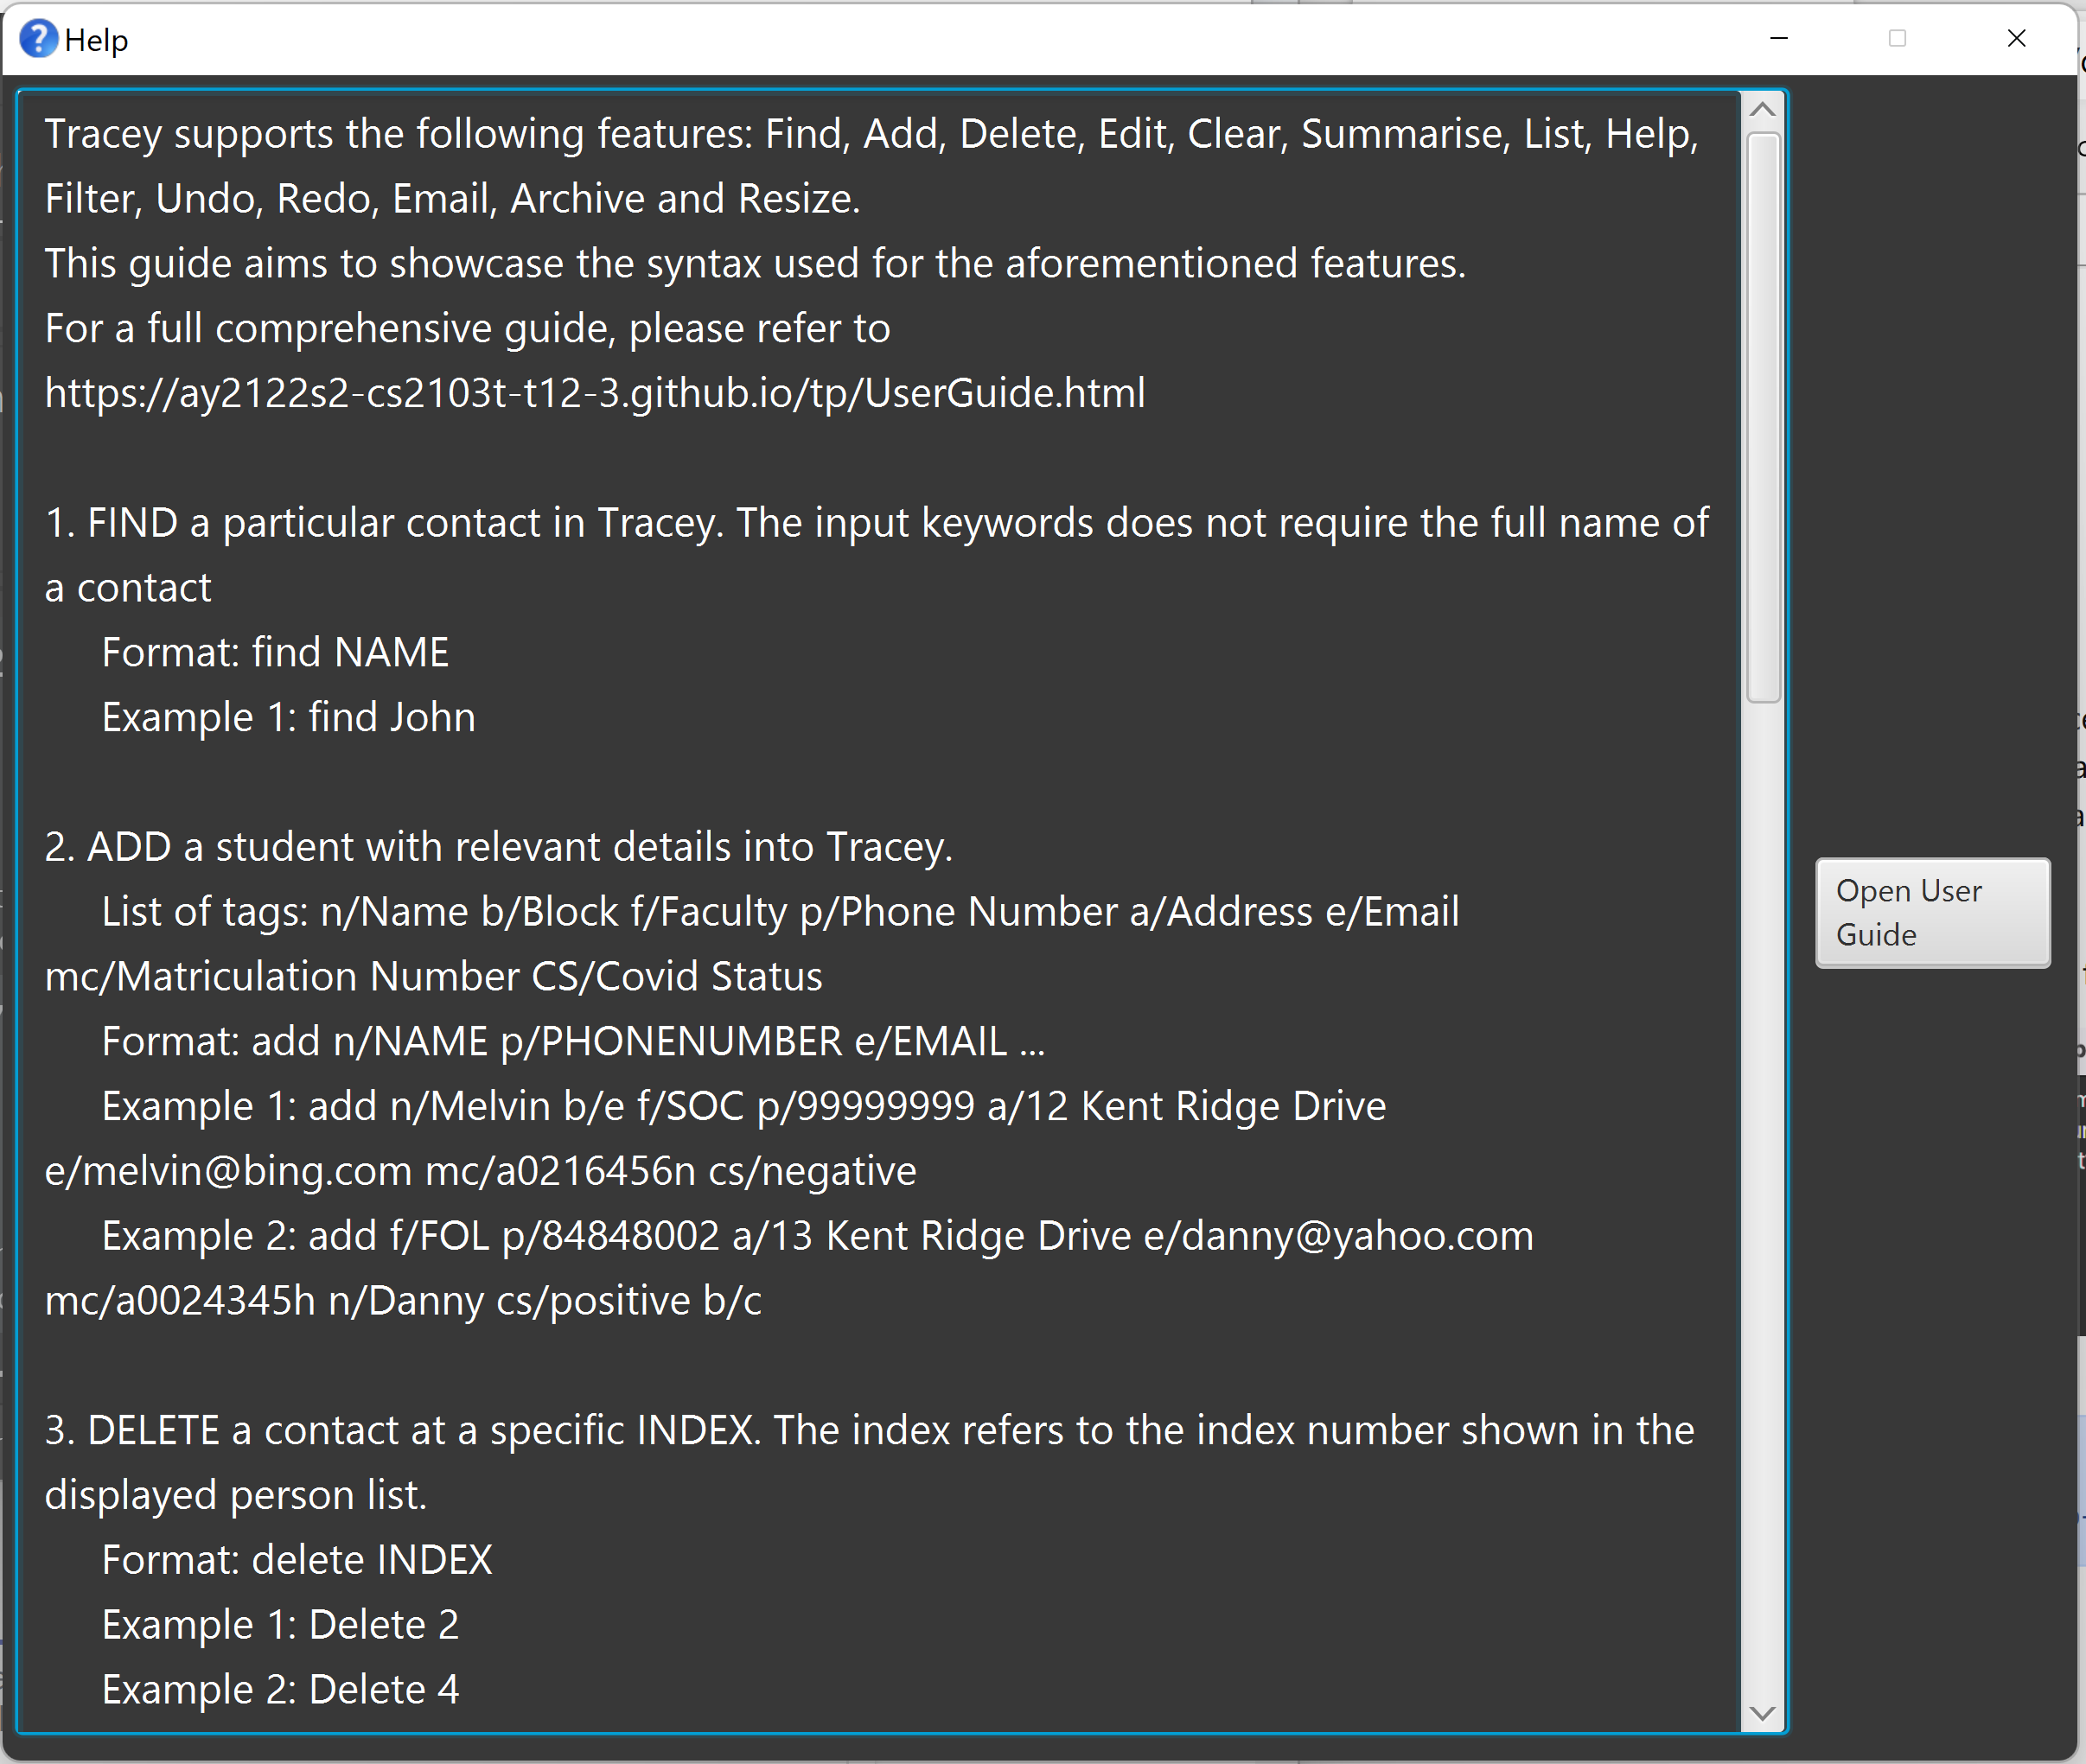 Help
Tracey supports the following features: Find, Add, Delete, Edit, Clear, Summarise, List, Help,
Filter, Undo, Redo, Email, Archive and Resize.
This guide aims to showcase the syntax used for the aforementioned features.
For a full comprehensive guide, please refer to
https://ay2122s2-cs2103t-t12-3.github.io/tp/UserGuide.html
1. FIND a particular contact in Tracey. The input keywords does not require the full name of
a contact
Format: find NAME
Example 1: find John
2. ADD a student with relevant details into Tracey.
List of tags: n/Name b/Block f/Faculty p/Phone Number a/Address e/Email
mc/Matriculation Number CS/Covid Status
Format: add n/NAME p/PHONENUMBER e/EMAIL ...
Example 1: add n/Melvin b/e f/SOC p/99999999 a/12 Kent Ridge Drive
e/melvin@bing.com mc/a0216456n cs/negative
Example 2: add f/FOL p/84848002 a/13 Kent Ridge Drive e/danny@yahoo.com
mc/a0024345h n/Danny cs/positive b/c
3. DELETE a contact at a specific INDEX. The index refers to the index number shown in the
displayed person list.
Format: delete INDEX
Example 1: Delete 2
Example 2: Delete 4
Open User
Guide